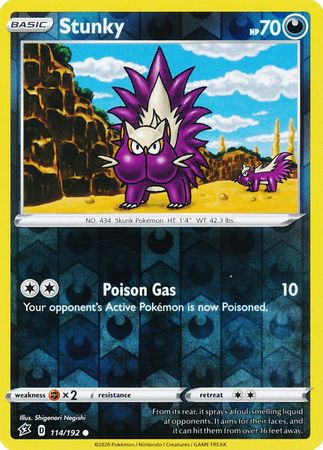 BASIC Stunky HP 70
NO. 434 Skunk Pokémon HT: 1'4" WT: 42.3 lbs.
Poison Gas 10
Your opponent's Active Pokémon is now Poisoned.
weakness ×2 resistance retreat
Illus. Shigenori Negishi
D 114/192
From its rear, it sprays a foul-smelling liquid
at opponents. It aims for their faces, and
it can hit them from over 16 feet away.
©2020 Pokémon / Nintendo / Creatures / GAME FREAK